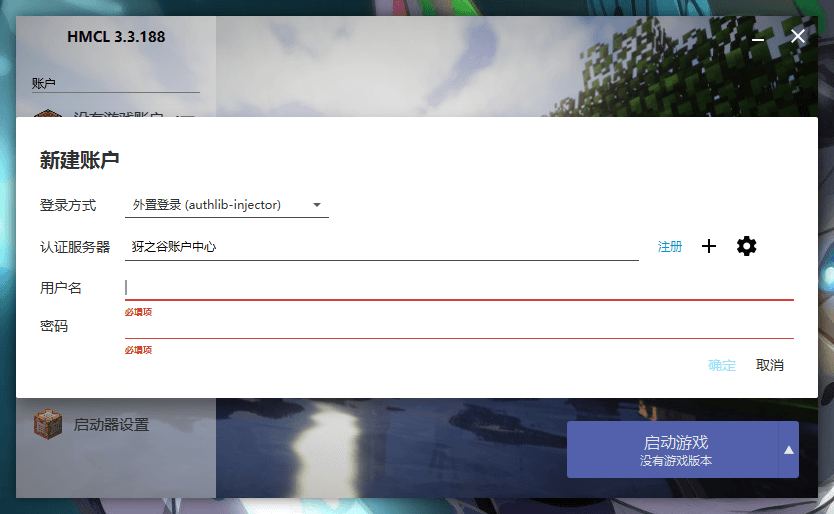 HMCL 3.3.188
账户
没有游戏账户
新建账户
登录方式 外置登录 (authlib-injector)
认证服务器 犽之谷账户中心 注册
用户名
必填项
密码
必填项
确定 取消
启动器设置
启动游戏
没有游戏版本